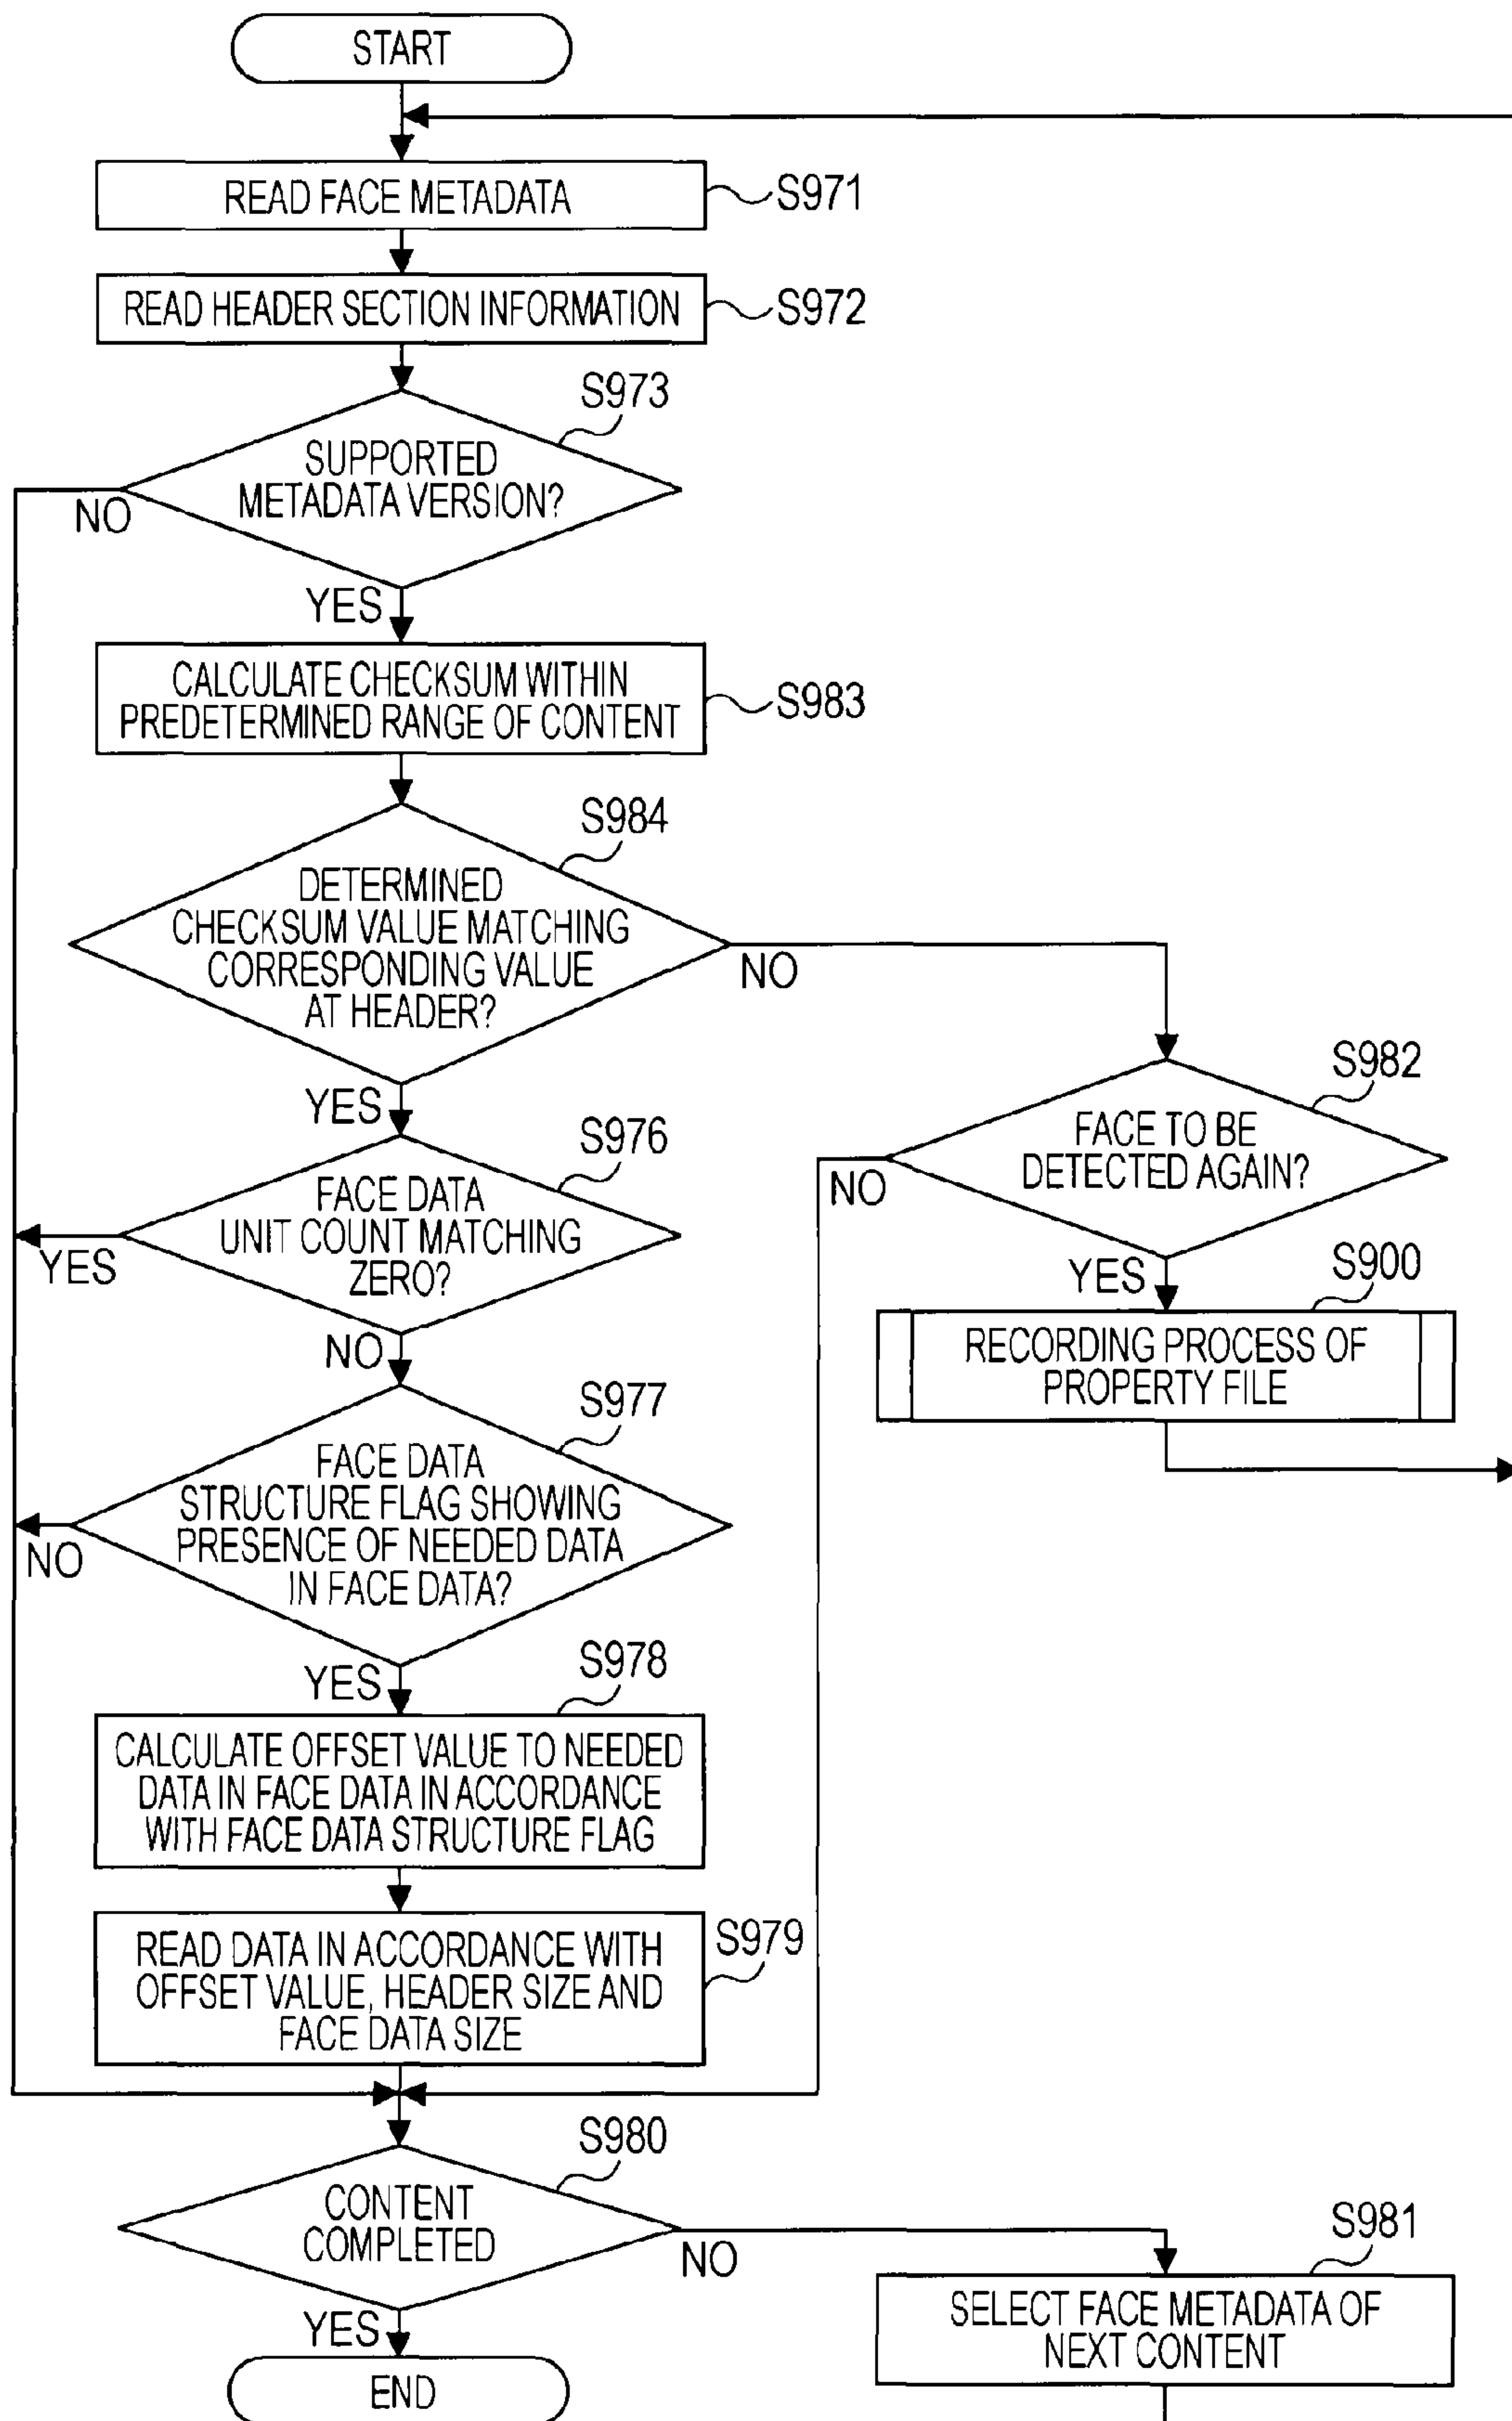 START
READ FACE METADATA
S971
READ HEADER SECTION INFORMATION
S972
S973
SUPPORTED
METADATA VERSION?
NO
YES
CALCULATE CHECKSUM WITHIN
PREDETERMINED RANGE OF CONTENT
S983
S984
DETERMINED
CHECKSUM VALUE MATCHING
CORRESPONDING VALUE
AT HEADER?
NO
YES
S982
FACE TO BE
DETECTED AGAIN?
NO
YES
S900
RECORDING PROCESS OF
PROPERTY FILE
S976
FACE DATA
UNIT COUNT MATCHING
ZERO?
YES
NO
S977
FACE DATA
STRUCTURE FLAG SHOWING
PRESENCE OF NEEDED DATA
IN FACE DATA?
NO
YES
S978
CALCULATE OFFSET VALUE TO NEEDED
DATA IN FACE DATA IN ACCORDANCE
WITH FACE DATA STRUCTURE FLAG
S979
READ DATA IN ACCORDANCE WITH
OFFSET VALUE, HEADER SIZE AND
FACE DATA SIZE
S980
CONTENT
COMPLETED
NO
YES
S981
SELECT FACE METADATA OF
NEXT CONTENT
END